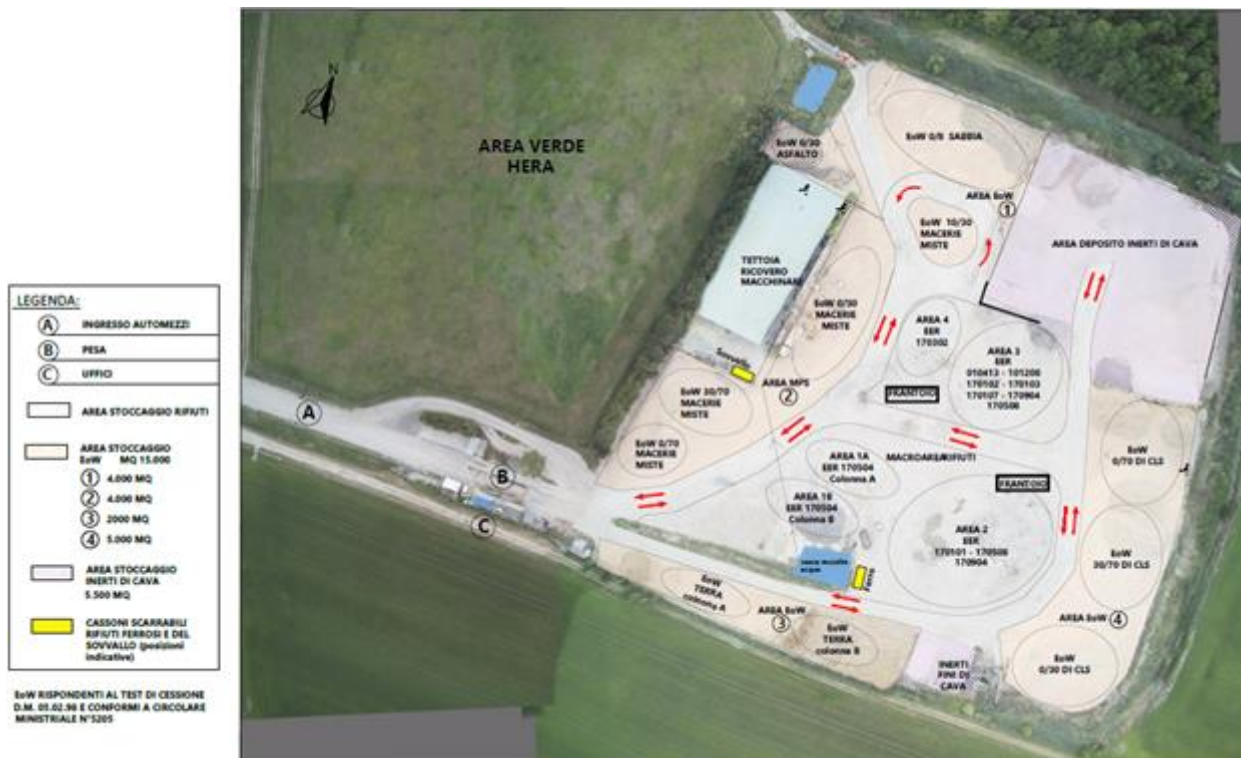 N
AREA VERDE
HERA
EoW 0/30
ASFALTO
EoW 0/8 SABBIA
AREA EoW
1
EoW 10/30
MACERIE
MISTE
AREA DEPOSITO INERTI DI CAVA
TETTOIA
RICOVERO
MACCHINARI
EoW 0/30
MACERIE
MISTE
AREA 4
EER
170302
AREA 3
EER
010413 - 101208
170102 - 170103
170107 - 170904
170508
Sovvallo
AREA MPS
2
FRANTOIO
EoW 30/70
MACERIE
MISTE
EoW 0/70
MACERIE
MISTE
A
B
C
AREA 1A
EER 170504
Colonna A
MACROAREA RIFIUTI
FRANTOIO
AREA 1B
EER 170504
Colonna B
AREA 2
EER
170101 - 170508
170904
EoW
0/70 DI CLS
EoW
30/70 DI CLS
AREA EoW 4
EoW
0/30 DI CLS
Ferro
EoW
TERRA
colonna A
AREA EoW
3
EoW
TERRA
colonna B
INERTI
FINI DI
CAVA
LEGENDA:
A INGRESSO AUTOMEZZI
B PESA
C UFFICI
AREA STOCCAGGIO RIFIUTI
AREA STOCCAGGIO
EoW MQ 15.000
1 4.000 MQ
2 4.000 MQ
3 2000 MQ
4 5.000 MQ
AREA STOCCAGGIO
INERTI DI CAVA
5.500 MQ
CASSONI SCARRABILI
RIFIUTI FERROSI E DEL
SOVVALLO (posizioni
indicative)
EoW RISPONDENTI AL TEST DI CESSIONE
D.M. 05.02.98 E CONFORMI A CIRCOLARE
MINISTRIALE N°5205